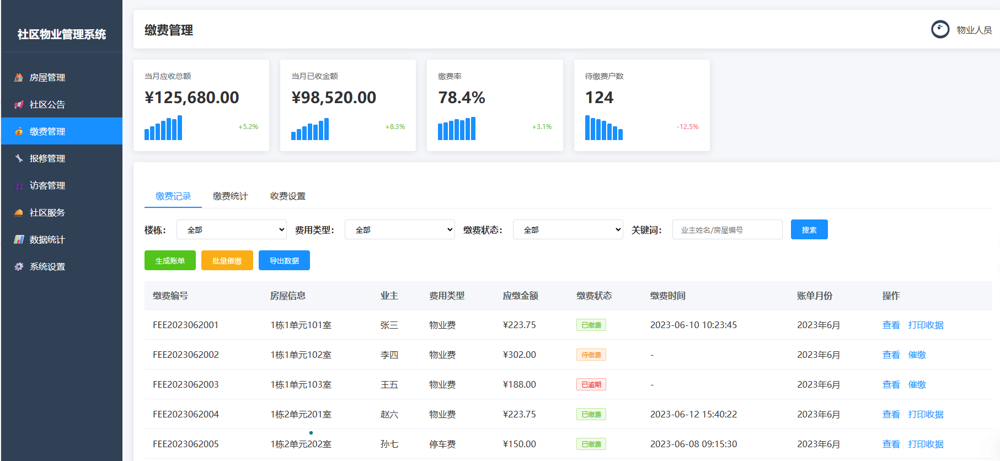 社区物业管理系统
房屋管理
社区公告
缴费管理
报修管理
访客管理
社区服务
数据统计
系统设置
缴费管理
物业人员
当月应收总额
¥125,680.00
+5.2%
当月已收金额
¥98,520.00
+8.3%
缴费率
78.4%
+3.1%
待缴费户数
124
-12.5%
缴费记录 缴费统计 收费设置
楼栋： 全部 费用类型： 全部 缴费状态： 全部 关键词： 业主姓名/房屋编号 搜索
生成账单 批量催缴 导出数据
缴费编号 房屋信息 业主 费用类型 应缴金额 缴费状态 缴费时间 账单月份 操作
FEE2023062001 1栋1单元101室 张三 物业费 ¥223.75 已缴费 2023-06-10 10:23:45 2023年6月 查看 打印收据
FEE2023062002 1栋1单元102室 李四 物业费 ¥302.00 待缴费 - 2023年6月 查看 催缴
FEE2023062003 1栋1单元103室 王五 物业费 ¥188.00 已逾期 - 2023年6月 查看 催缴
FEE2023062004 1栋2单元201室 赵六 物业费 ¥223.75 已缴费 2023-06-12 15:40:22 2023年6月 查看 打印收据
FEE2023062005 1栋2单元202室 孙七 停车费 ¥150.00 已缴费 2023-06-08 09:15:30 2023年6月 查看 打印收据